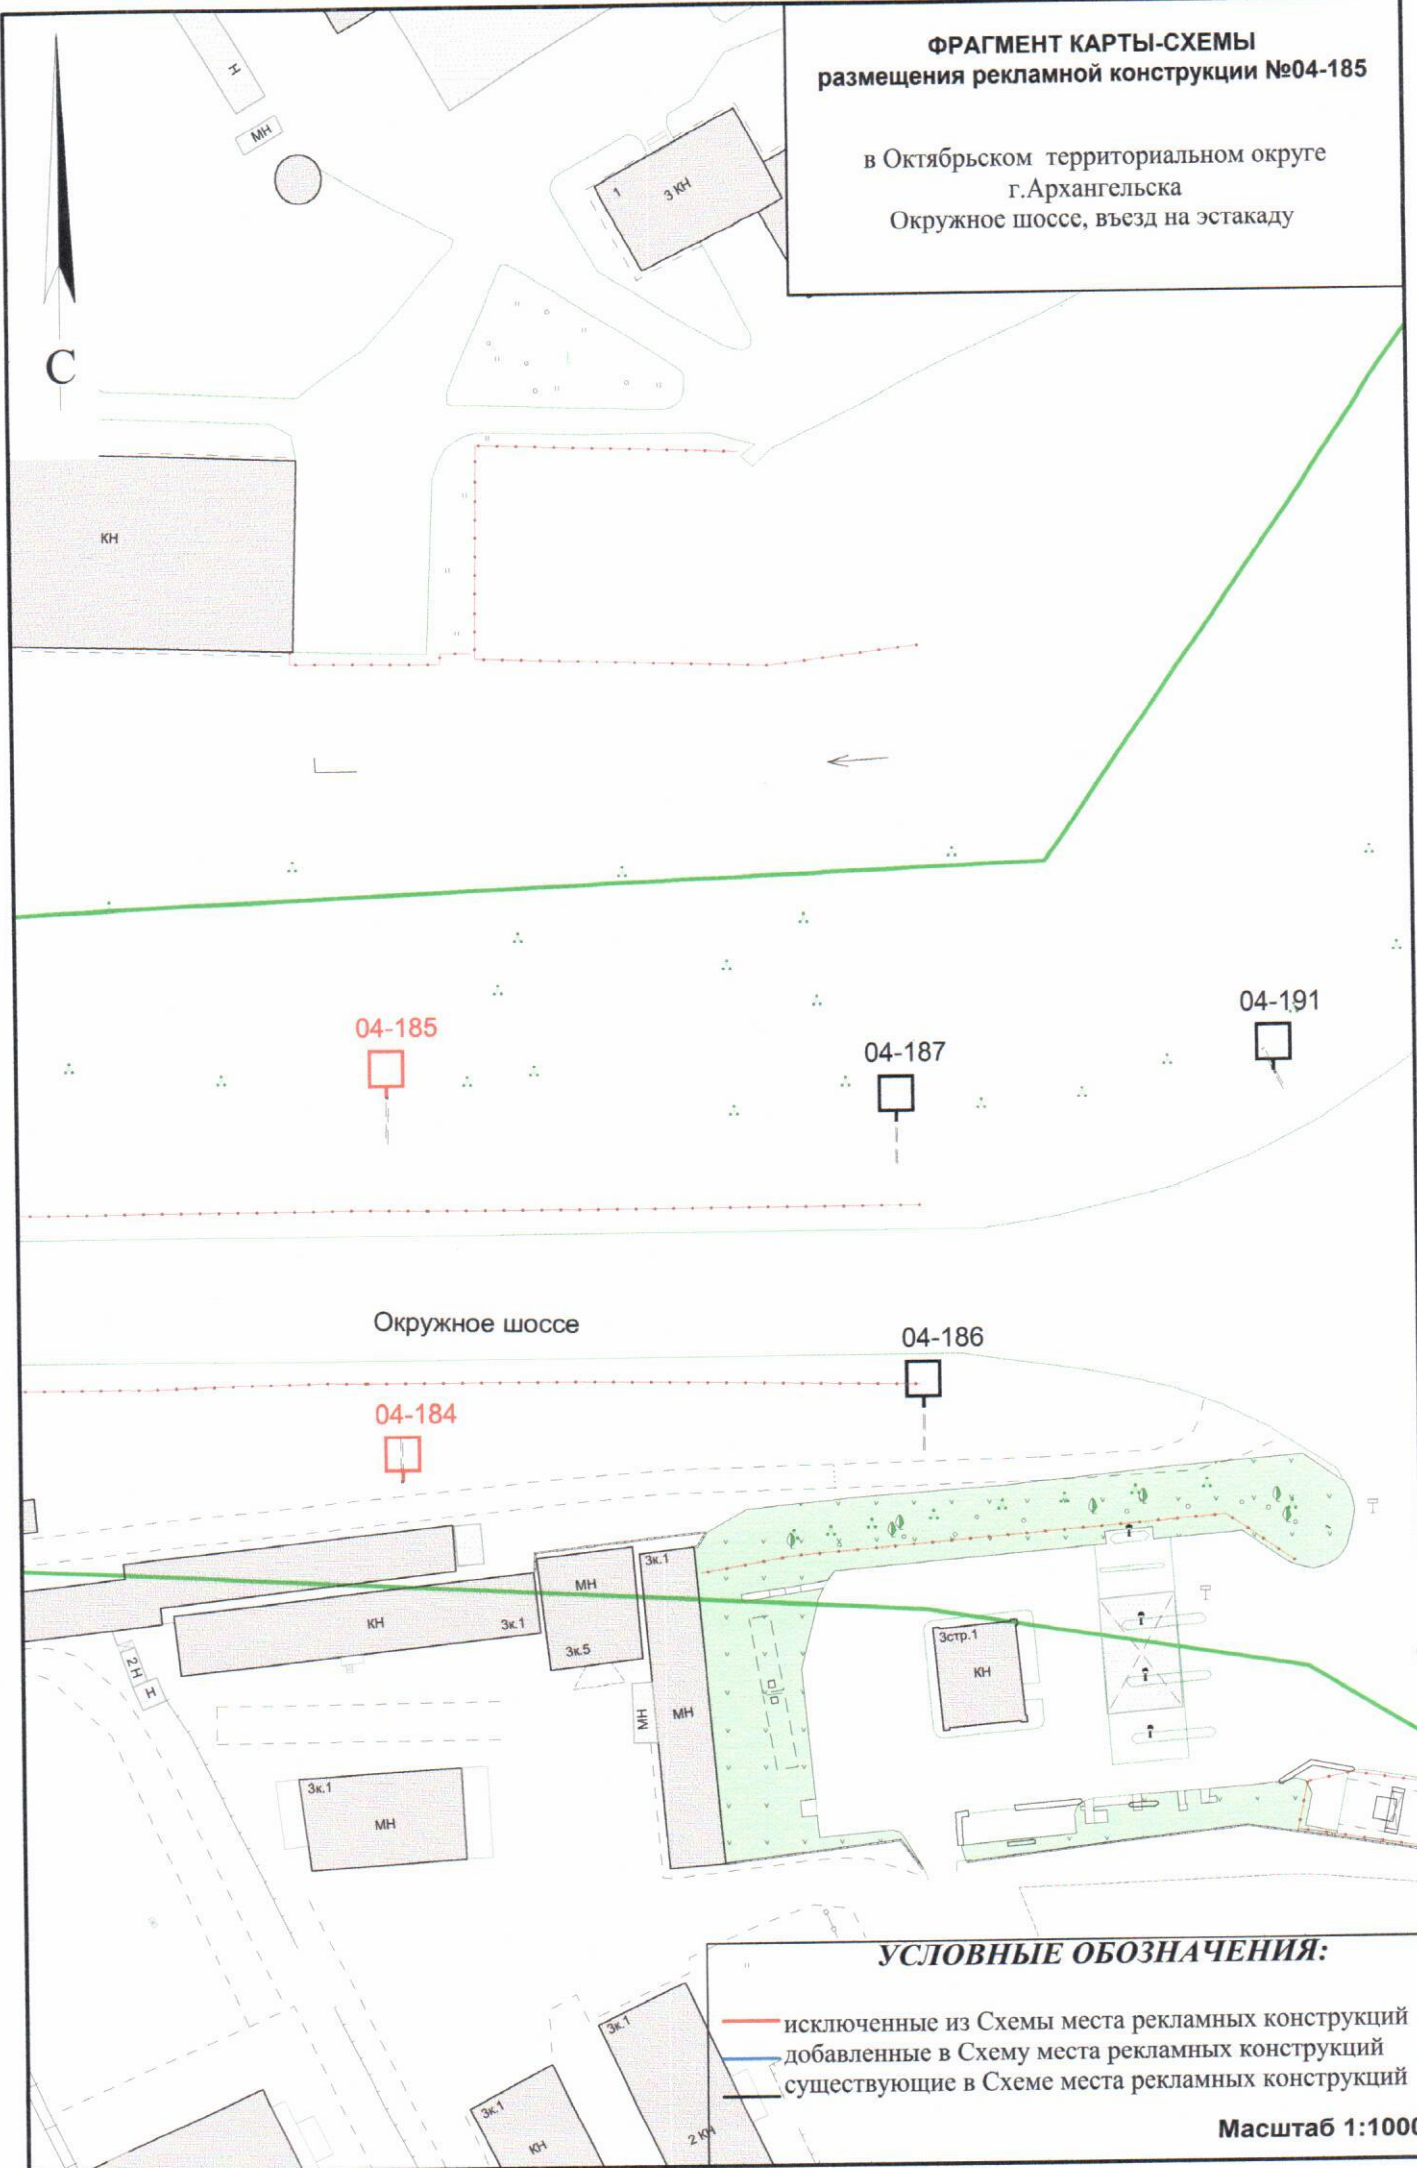 ФРАГМЕНТ КАРТЫ-СХЕМЫ
размещения рекламной конструкции №04-185
в Октябрьском территориальном округе
г.Архангельска
Окружное шоссе, въезд на эстакаду
Н
МН
1
3 КН
С
КН
04-185
04-187
04-191
Окружное шоссе
04-186
04-184
КН
3к.1
МН
3к.5
3к.1
МН
МН
3стр.1
КН
2 Н
Н
3к.1
МН
3к.1
КН
3к.1
2 КН
УСЛОВНЫЕ ОБОЗНАЧЕНИЯ:
исключенные из Схемы места рекламных конструкций
добавленные в Схему места рекламных конструкций
существующие в Схеме места рекламных конструкций
Масштаб 1:1000